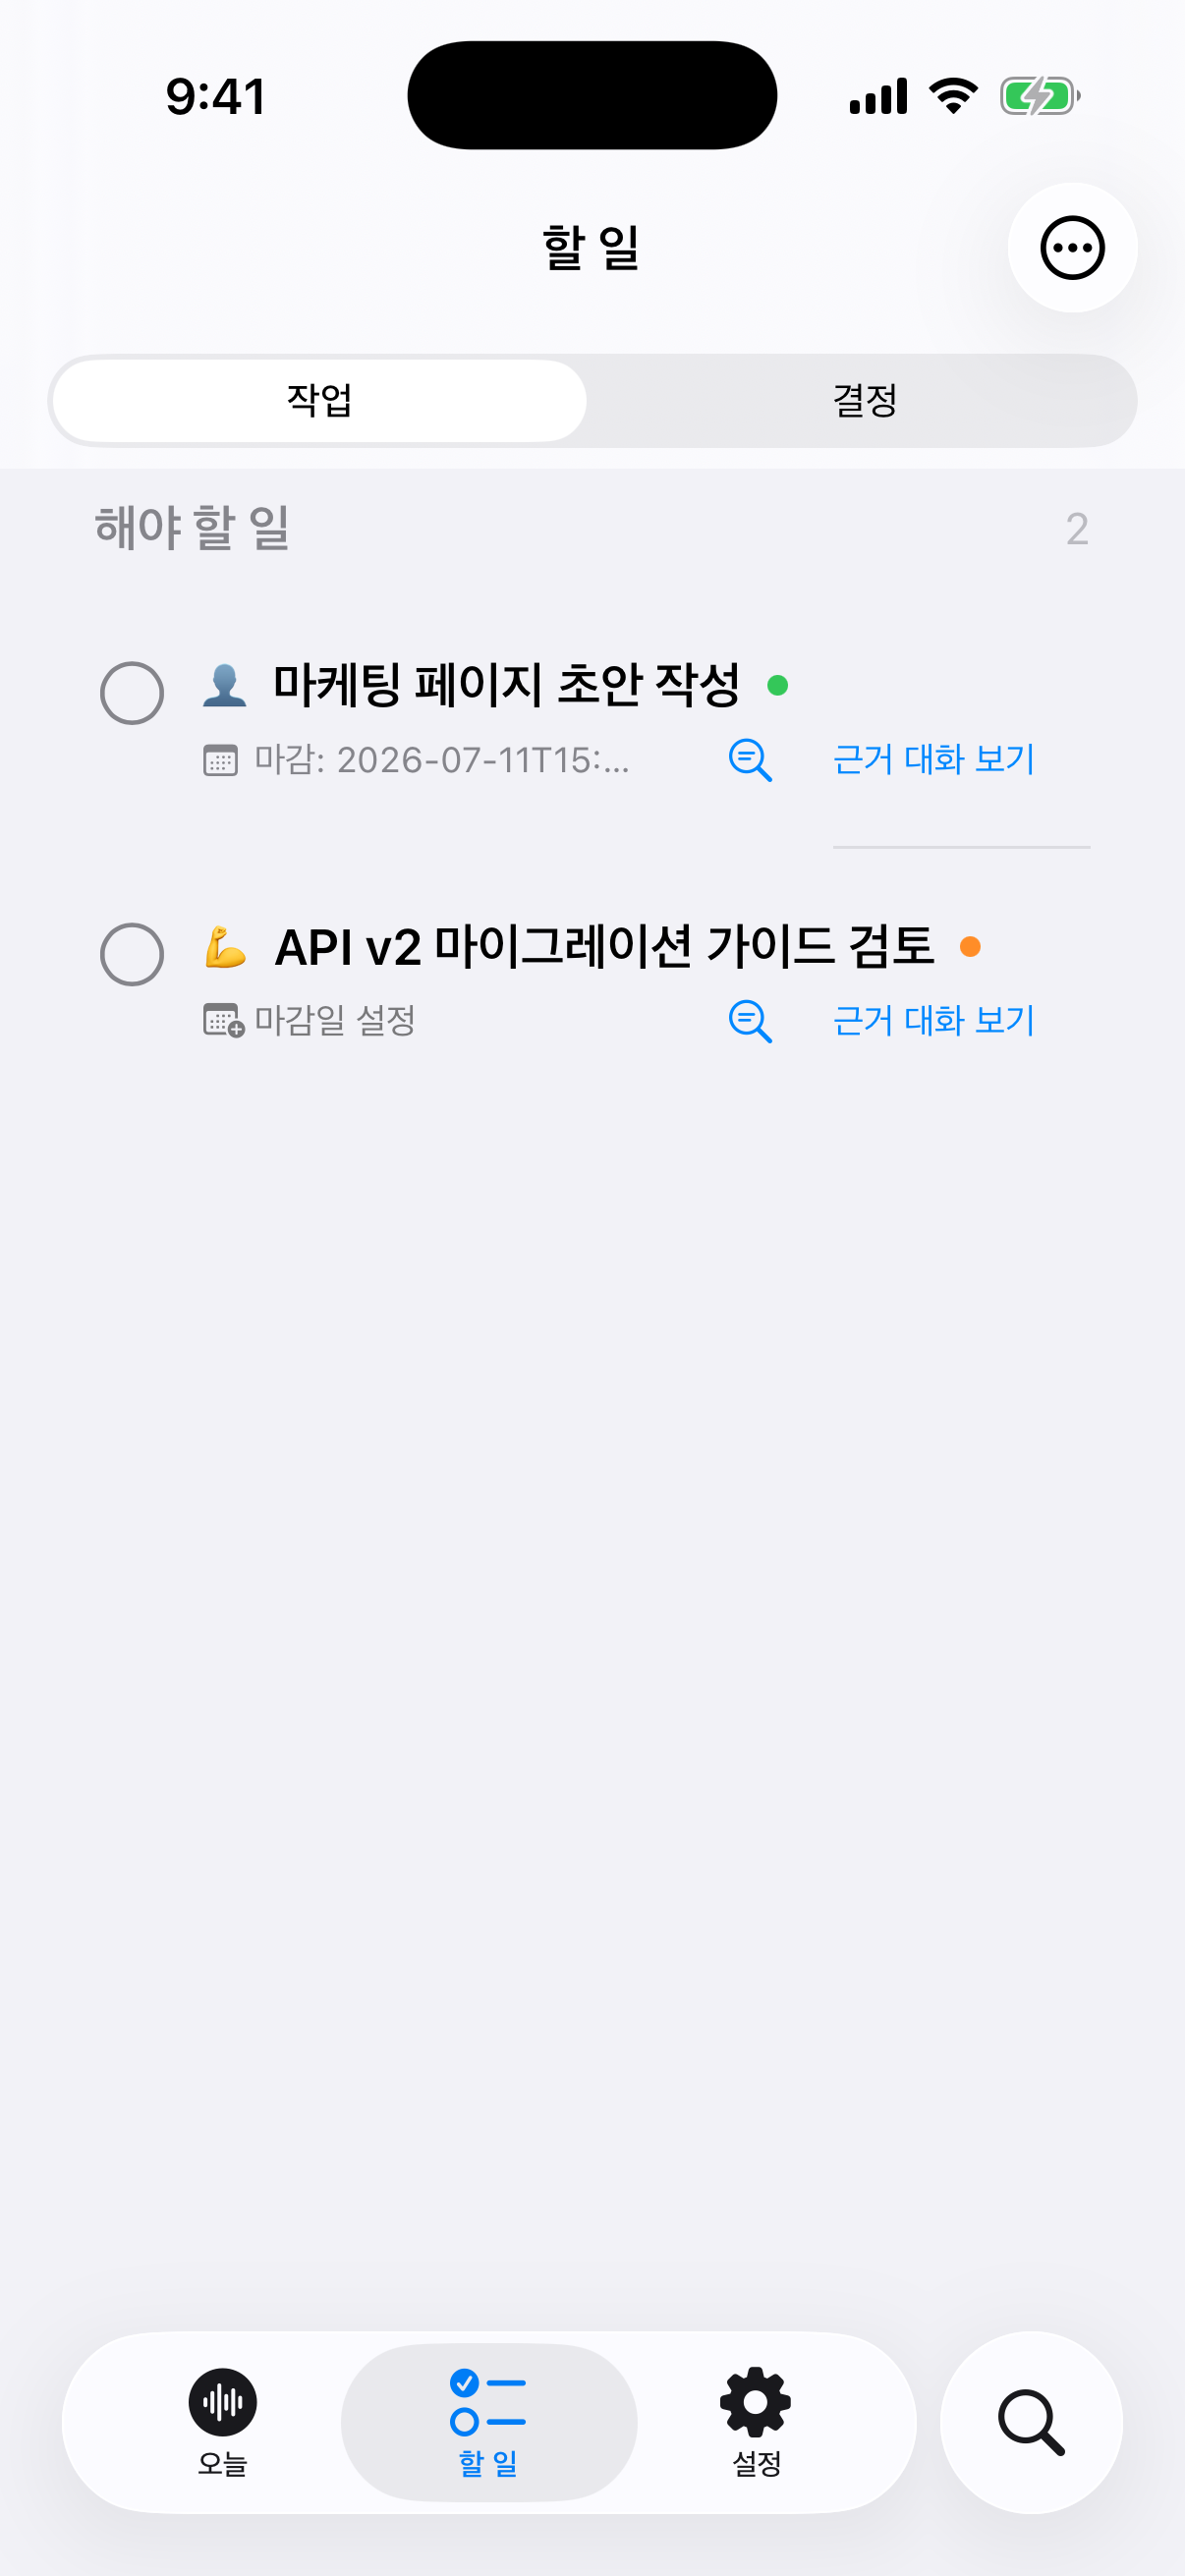 9:41
할 일
작업
결정
해야 할 일
2
마케팅 페이지 초안 작성
마감: 2026-07-11T15:...
근거 대화 보기
API v2 마이그레이션 가이드 검토
마감일 설정
근거 대화 보기
오늘
할 일
설정